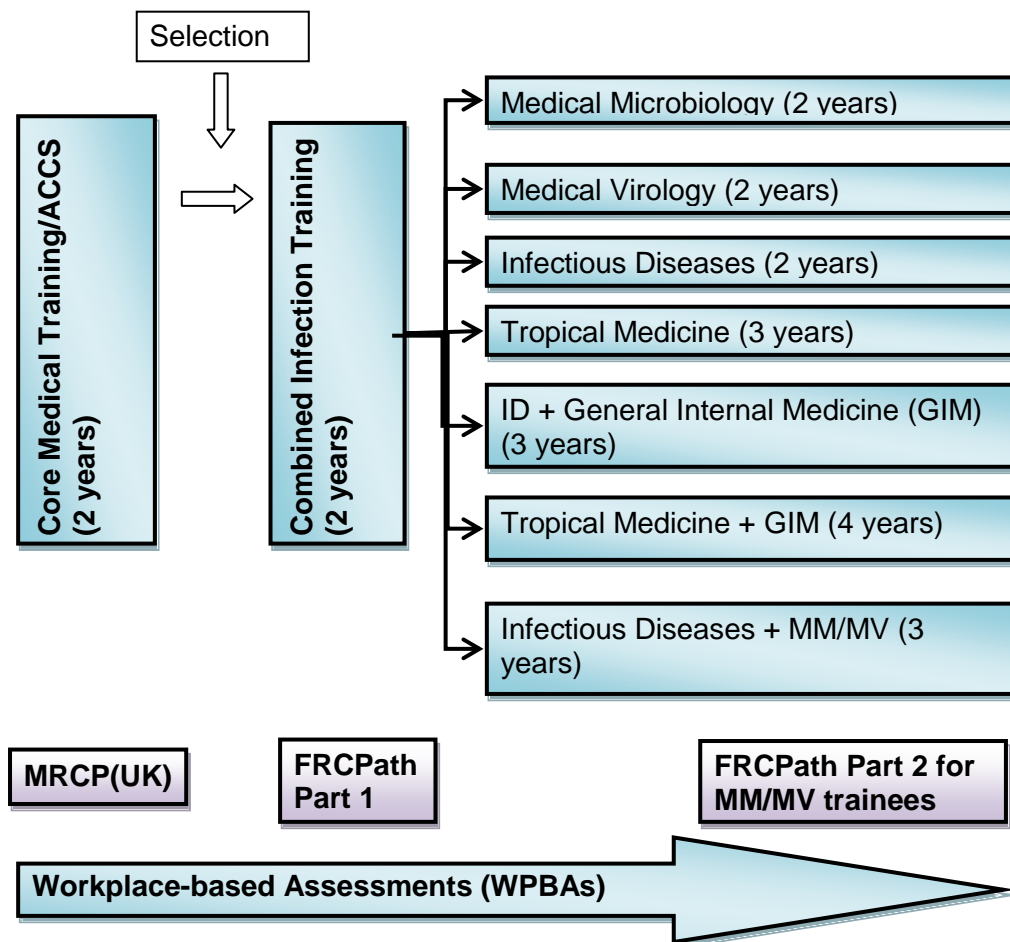 Selection
Core Medical Training/ACCS
(2 years)
Combined Infection Training
(2 years)
Medical Microbiology (2 years)
Medical Virology (2 years)
Infectious Diseases (2 years)
Tropical Medicine (3 years)
ID + General Internal Medicine (GIM)
(3 years)
Tropical Medicine + GIM (4 years)
Infectious Diseases + MM/MV (3
years)
MRCP(UK)
FRCPath
Part 1
FRCPath Part 2 for
MM/MV trainees
Workplace-based Assessments (WPBAs)